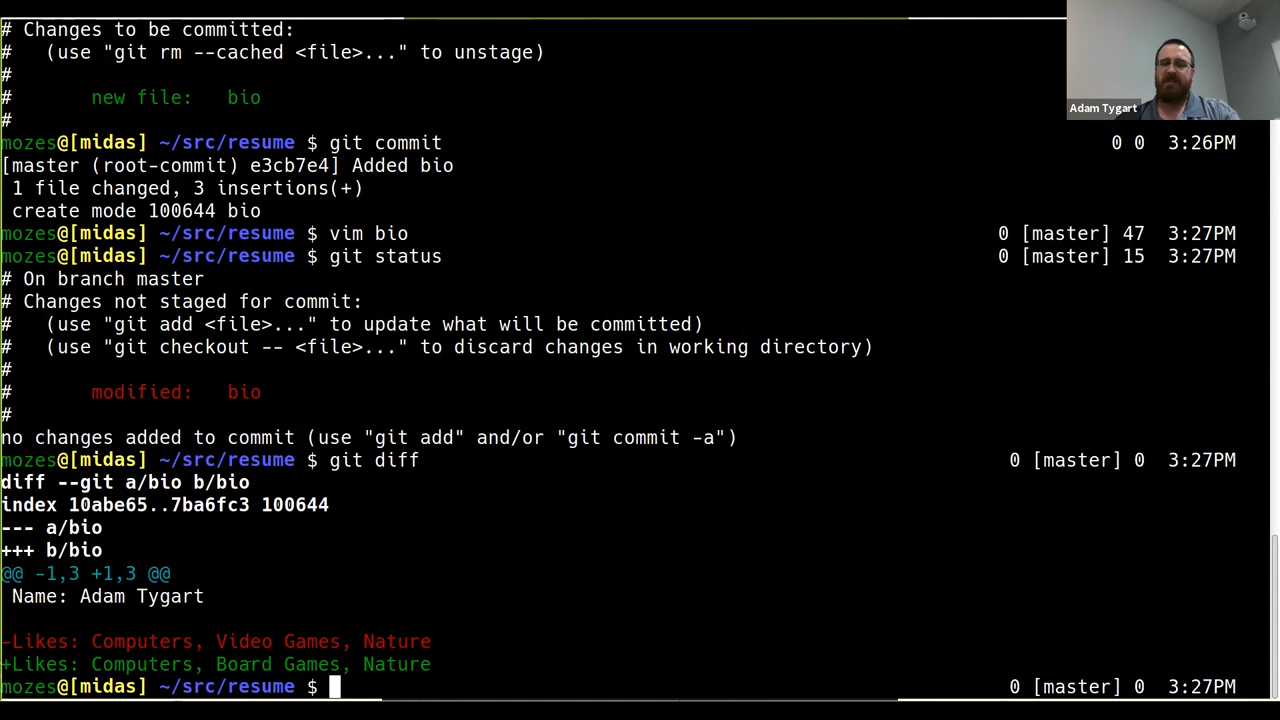 # Changes to be committed:
#   (use "git rm --cached <file>..." to unstage)
#
#       new file:   bio
#
Adam Tygart
mozes@[midas] ~/src/resume $ git commit 0 0 3:26PM
[master (root-commit) e3cb7e4] Added bio
 1 file changed, 3 insertions(+)
 create mode 100644 bio
mozes@[midas] ~/src/resume $ vim bio 0 [master] 47 3:27PM
mozes@[midas] ~/src/resume $ git status 0 [master] 15 3:27PM
# On branch master
# Changes not staged for commit:
#   (use "git add <file>..." to update what will be committed)
#   (use "git checkout -- <file>..." to discard changes in working directory)
#
#       modified:   bio
#
no changes added to commit (use "git add" and/or "git commit -a")
mozes@[midas] ~/src/resume $ git diff 0 [master] 0 3:27PM
diff --git a/bio b/bio
index 10abe65..7ba6fc3 100644
--- a/bio
+++ b/bio
@@ -1,3 +1,3 @@
 Name: Adam Tygart
-Likes: Computers, Video Games, Nature
+Likes: Computers, Board Games, Nature
mozes@[midas] ~/src/resume $ 0 [master] 0 3:27PM